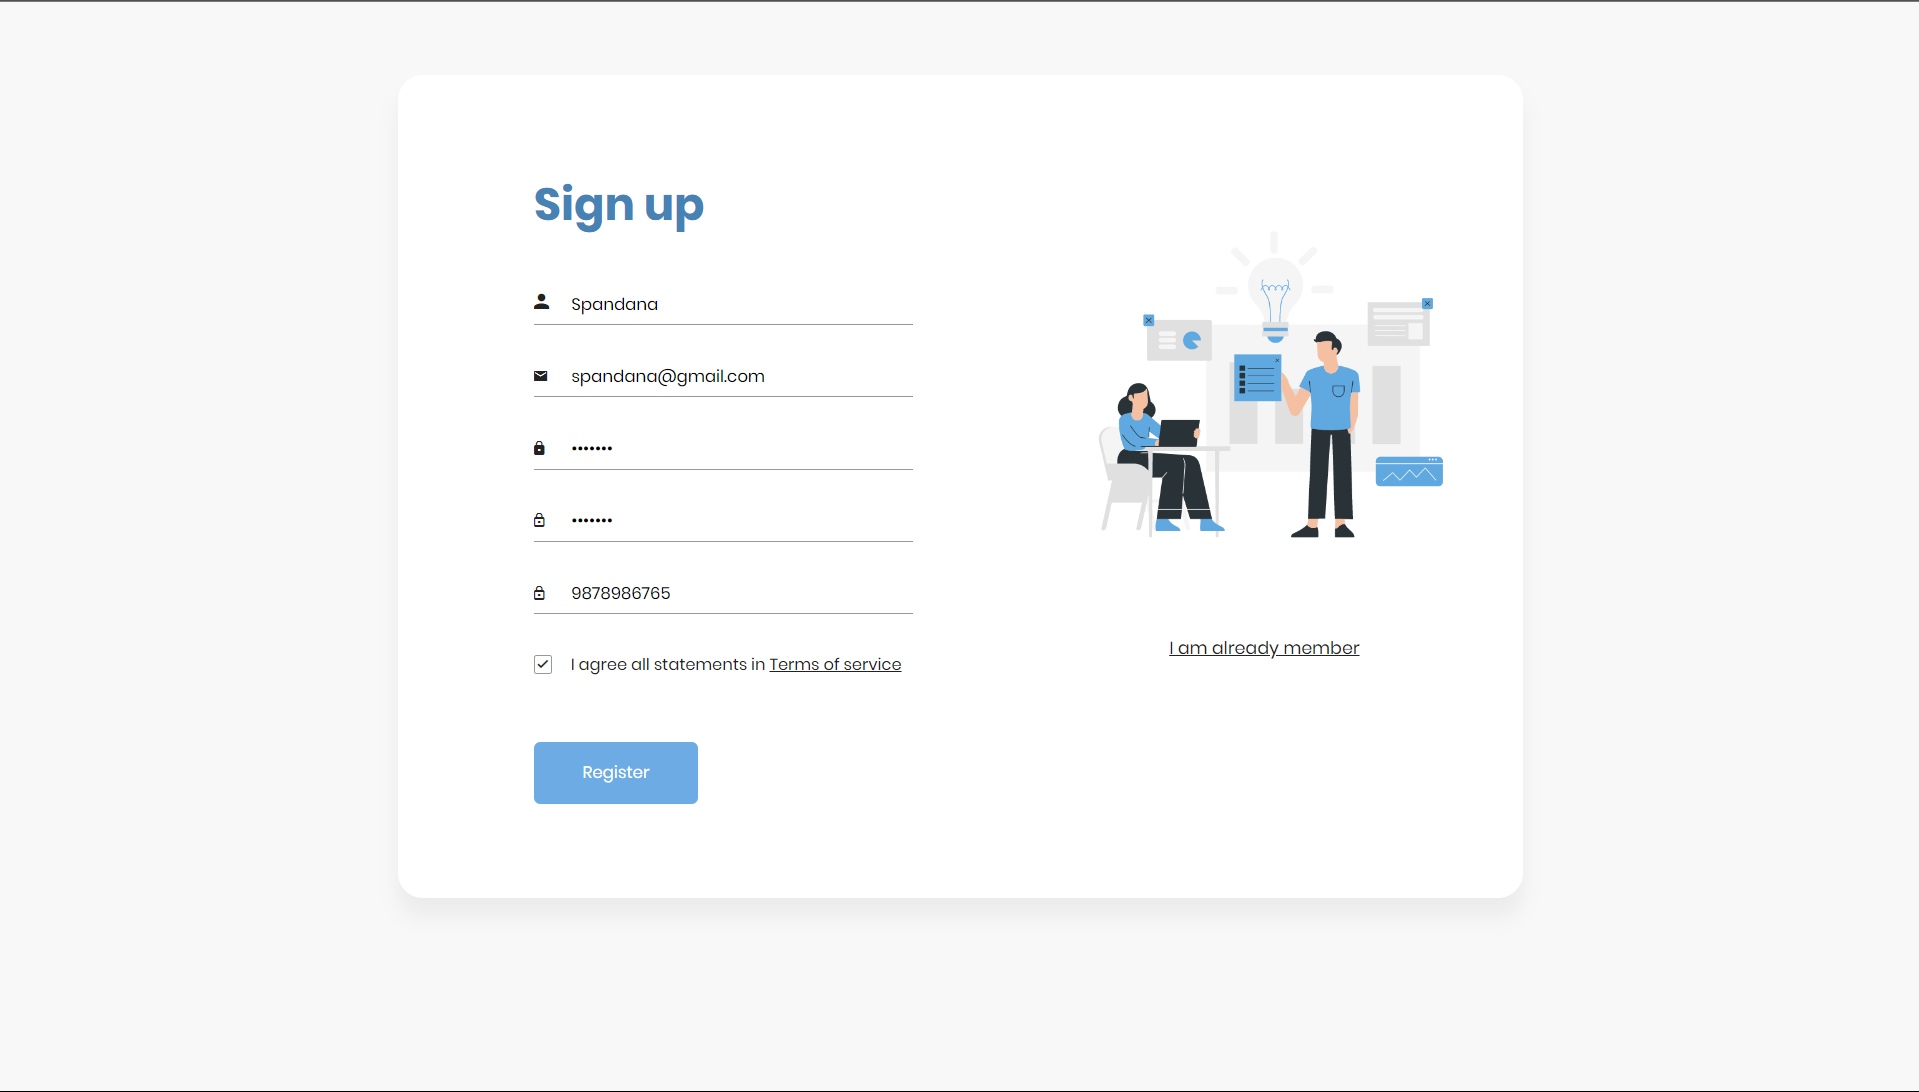 Sign up
Spandana
spandana@gmail.com
•••••••
•••••••
9878986765
I agree all statements in Terms of service
Register
I am already member